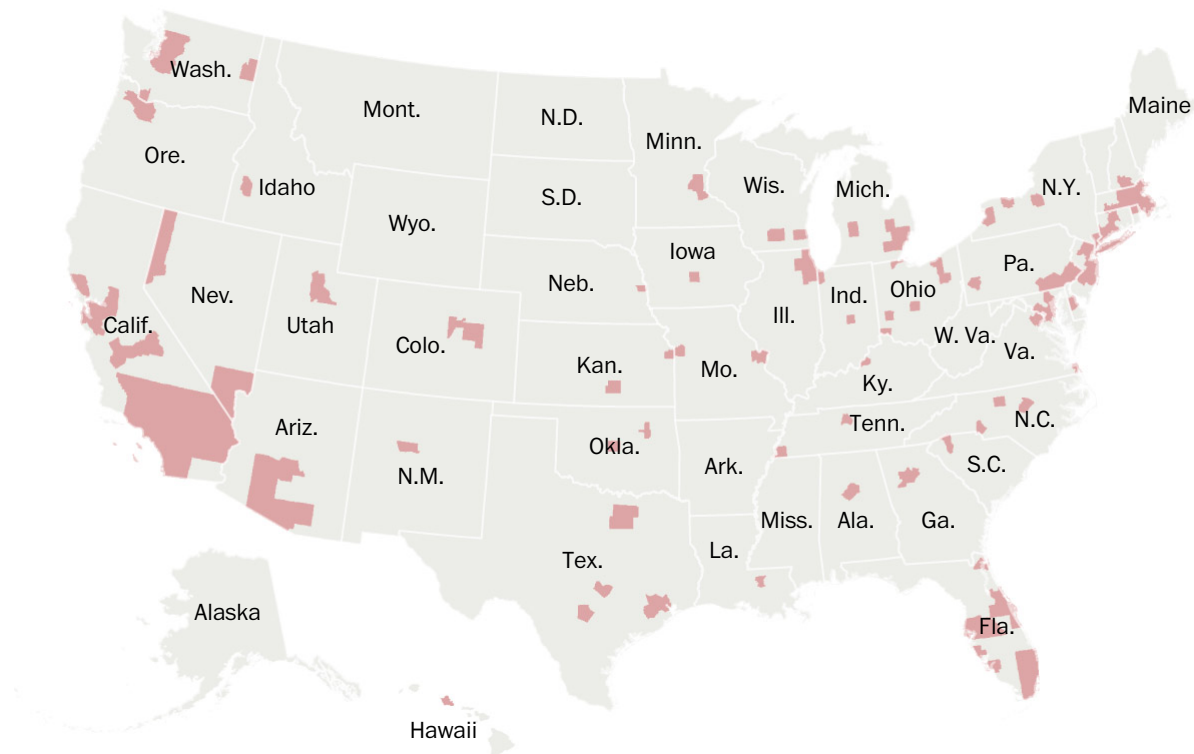 Wash.
Maine
Mont.
N.D.
Minn.
Ore.
Idaho
Wis.
Mich.
N.Y.
S.D.
Wyo.
Iowa
Pa.
Neb.
Ohio
Ind.
Nev.
Ill.
Calif.
Utah
Colo.
W. Va.
Va.
Kan.
Mo.
Ky.
Ariz.
Tenn.
N.C.
Okla.
N.M.
Ark.
S.C.
Miss.
Ala.
Ga.
La.
Tex.
Alaska
Fla.
Hawaii